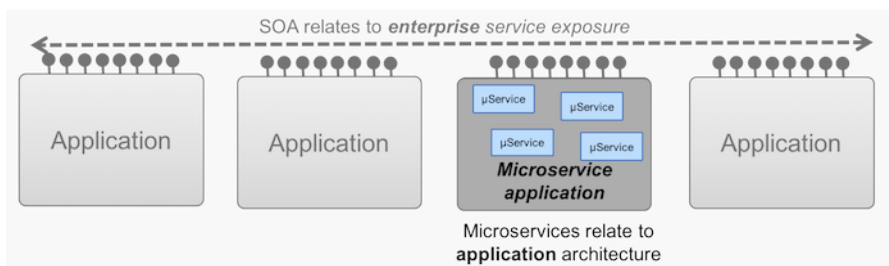 SOA relates to enterprise service exposure
Application
Application
µService
µService
µService
µService
Microservice
application
Application
Microservices relate to
application architecture